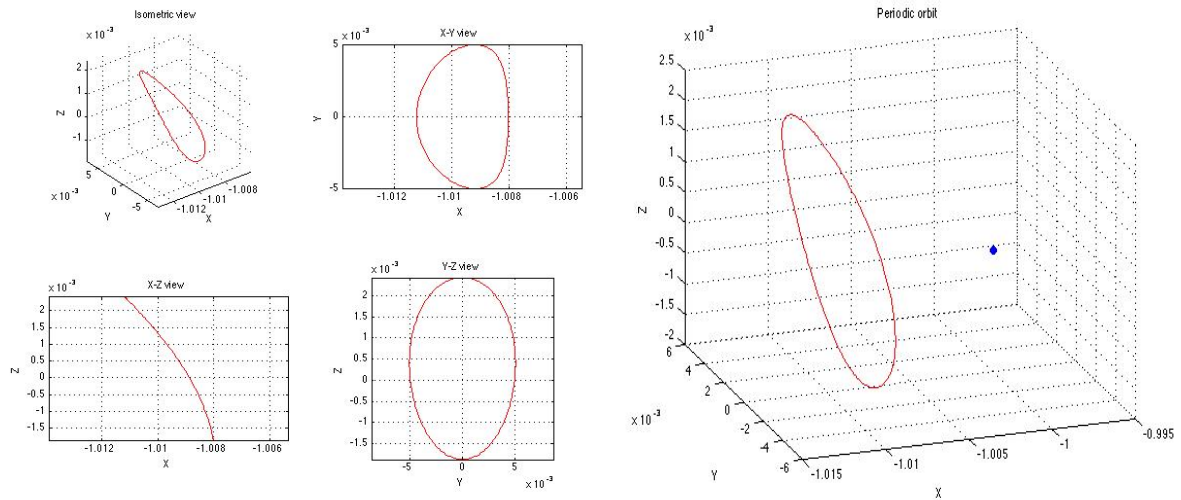 Isometric view
x 10 -3
2
1
0
-1
Z
5
0
-5
x 10 -3
Y
-1.012
-1.01
-1.008
X
X-Y view
5 x 10 -3
0
-5
Y
-1.012
-1.01
-1.008
-1.006
X
X-Z view
x 10 -3
2
1.5
1
0.5
0
-0.5
-1
-1.5
Z
-1.012
-1.01
-1.008
-1.006
X
Y-Z view
x 10 -3
2
1.5
1
0.5
0
-0.5
-1
-1.5
Z
-5
0
5
x 10 -3
Y
Periodic orbit
x 10 -3
2.5
2
1.5
1
0.5
0
-0.5
-1
-1.5
-2
Z
6
4
2
0
-2
-4
-6
x 10 -3
Y
-1.015
-1.01
-1.005
-1
-0.995
X